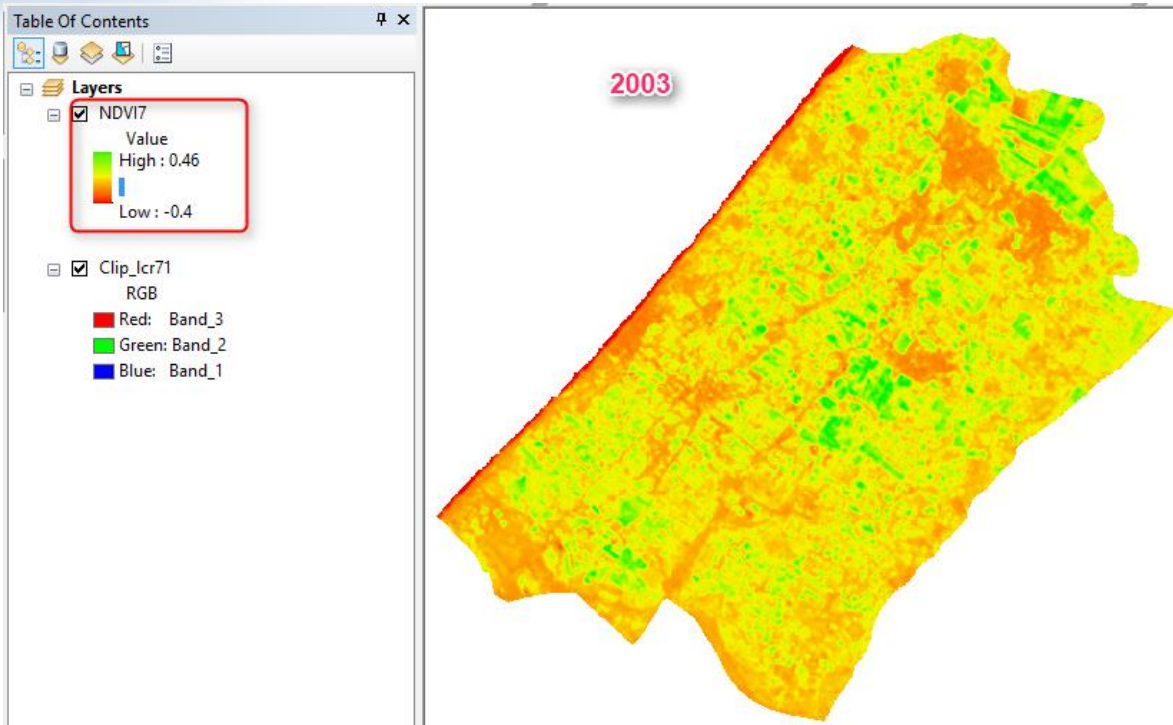 Table Of Contents
Layers
NDVI7
Value
High : 0.46
Low : -0.4
Clip_lcr71
RGB
Red: Band_3
Green: Band_2
Blue: Band_1
2003